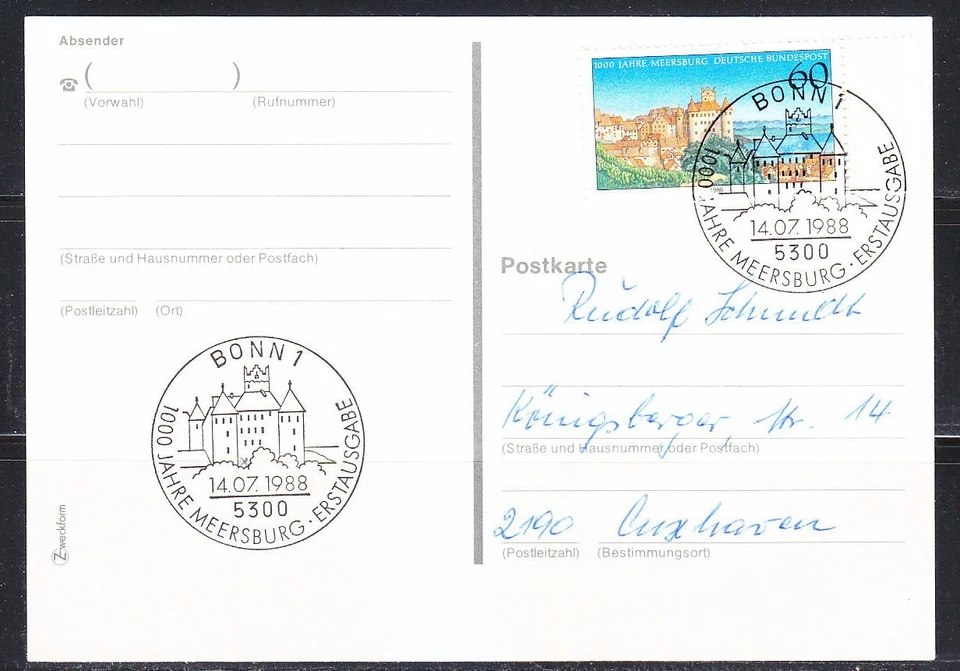 Absender
( )
(Vorwahl) (Rufnummer)
(Straße und Hausnummer oder Postfach)
(Postleitzahl) (Ort)
BONN 1
1000 JAHRE MEERSBURG · ERSTAUSGABE
14.07.1988
5300
Zweckform
1000 JAHRE MEERSBURG DEUTSCHE BUNDESPOST
60
1988
BONN 1
1000 JAHRE MEERSBURG · ERSTAUSGABE
14.07.1988
5300
Postkarte
Rudolf Schmidt
Königsberger Str. 14
(Straße und Hausnummer oder Postfach)
2190 Cuxhaven
(Postleitzahl) (Bestimmungsort)